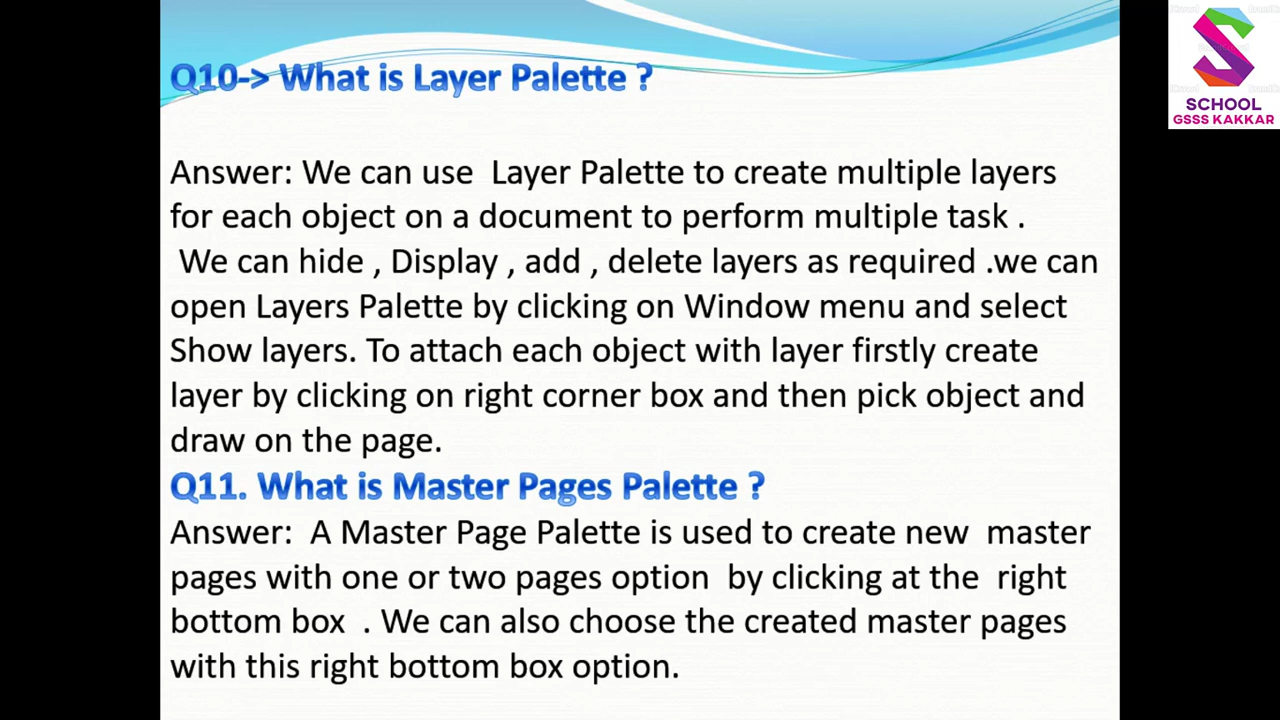 Q10-> What is Layer Palette ?
SCHOOL
GSSS KAKKAR
Answer: We can use Layer Palette to create multiple layers
for each object on a document to perform multiple task .
We can hide , Display , add , delete layers as required .we can
open Layers Palette by clicking on Window menu and select
Show layers. To attach each object with layer firstly create
layer by clicking on right corner box and then pick object and
draw on the page.
Q11. What is Master Pages Palette ?
Answer: A Master Page Palette is used to create new master
pages with one or two pages option by clicking at the right
bottom box . We can also choose the created master pages
with this right bottom box option.